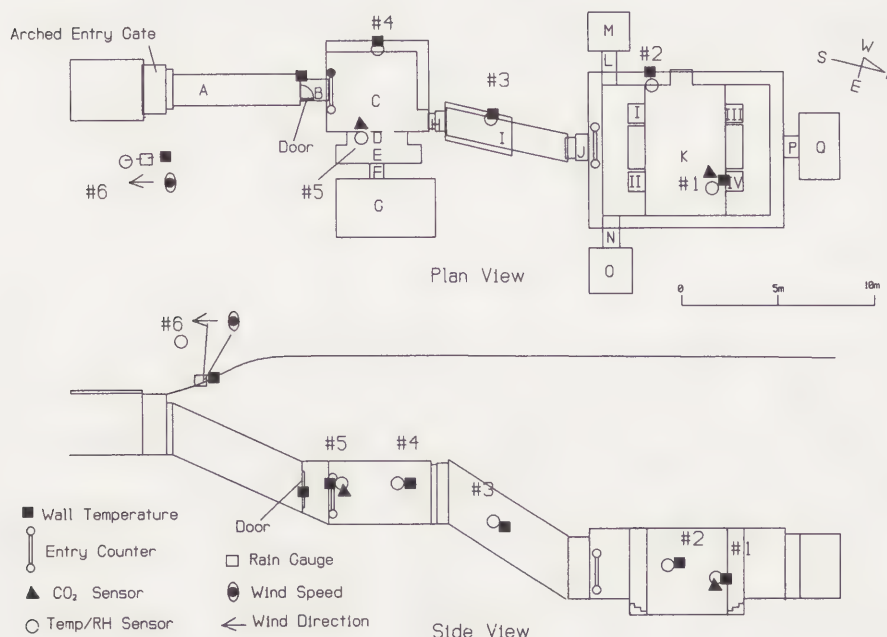 #4
Arched Entry Gate
M
#2
W
S
E
L
#3
A
B
C
I
III
H
Door
D
I
J
K
P
Q
E
#5
F
#1
II
IV
#6
G
N
O
Plan View
0
5m
10m
#6
#5
#4
#3
Door
#2
#1
Wall Temperature
Entry Counter
Rain Gauge
CO₂ Sensor
Wind Speed
Temp/RH Sensor
Wind Direction
Side View